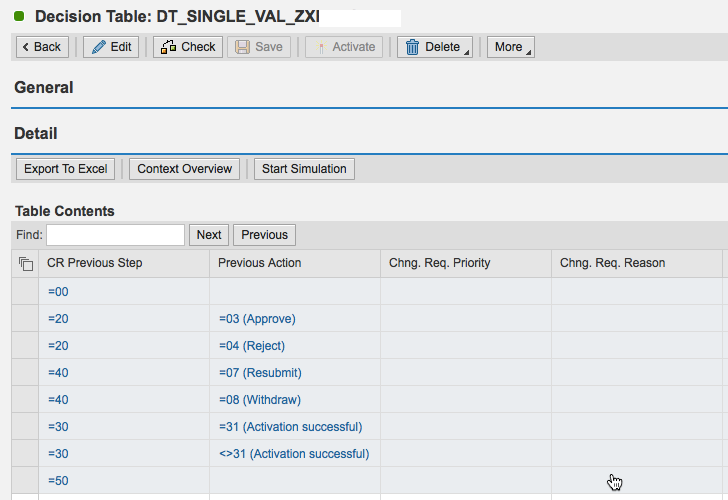 Decision Table: DT_SINGLE_VAL_ZX
< Back Edit Check Save Activate Delete More
General
Detail
Export To Excel Context Overview Start Simulation
Table Contents
Find: Next Previous
CR Previous Step Previous Action Chng. Req. Priority Chng. Req. Reason
=00
=20 =03 (Approve)
=20 =04 (Reject)
=40 =07 (Resubmit)
=40 =08 (Withdraw)
=30 =31 (Activation successful)
=30 <>31 (Activation successful)
=50